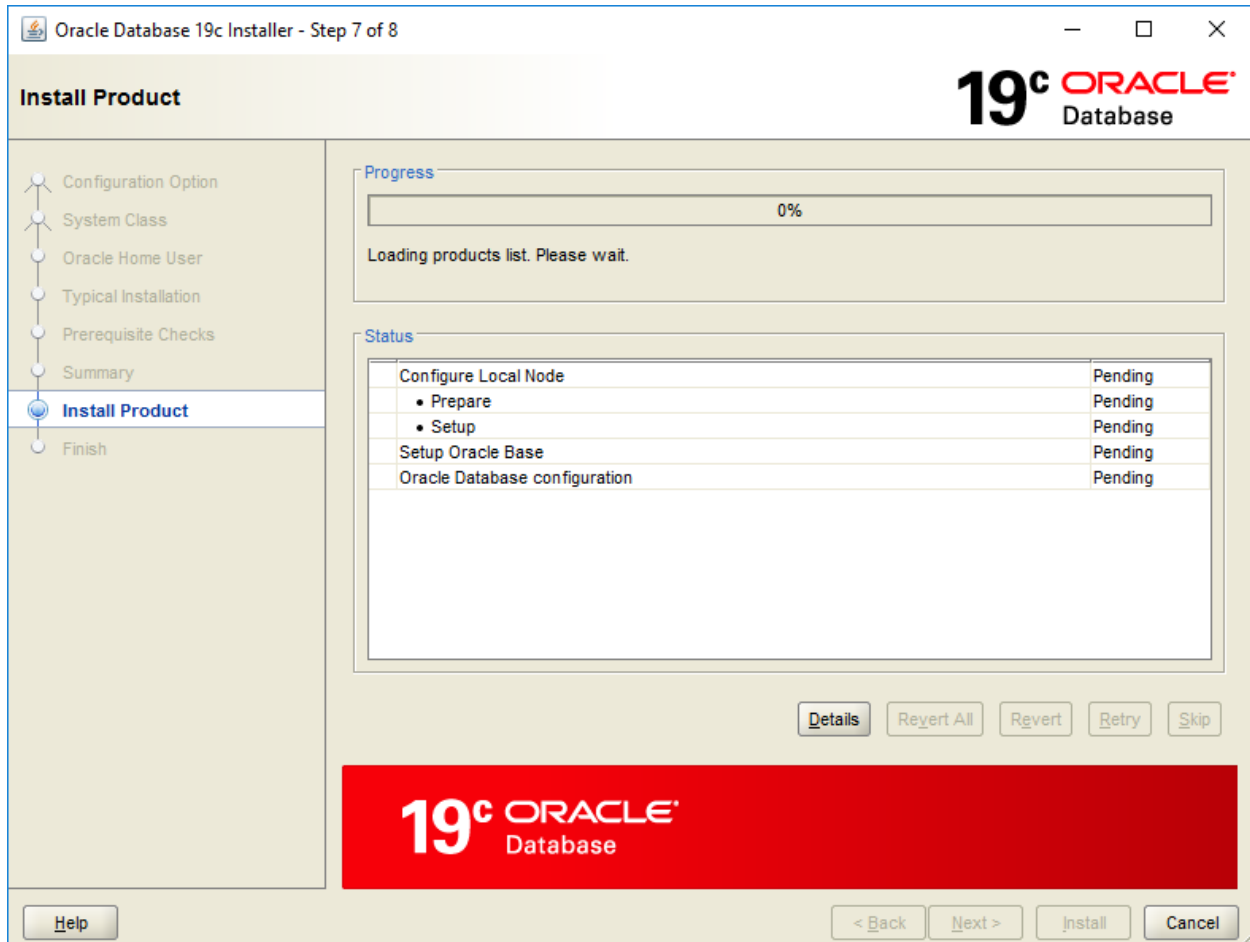 Oracle Database 19c Installer - Step 7 of 8
Install Product
19c ORACLE
Database
Configuration Option
System Class
Oracle Home User
Typical Installation
Prerequisite Checks
Summary
Install Product
Finish
Progress
0%
Loading products list. Please wait.
Status
Configure Local Node Pending
• Prepare Pending
• Setup Pending
Setup Oracle Base Pending
Oracle Database configuration Pending
Details Revert All Revert Retry Skip
19c ORACLE
Database
Help < Back Next > Install Cancel